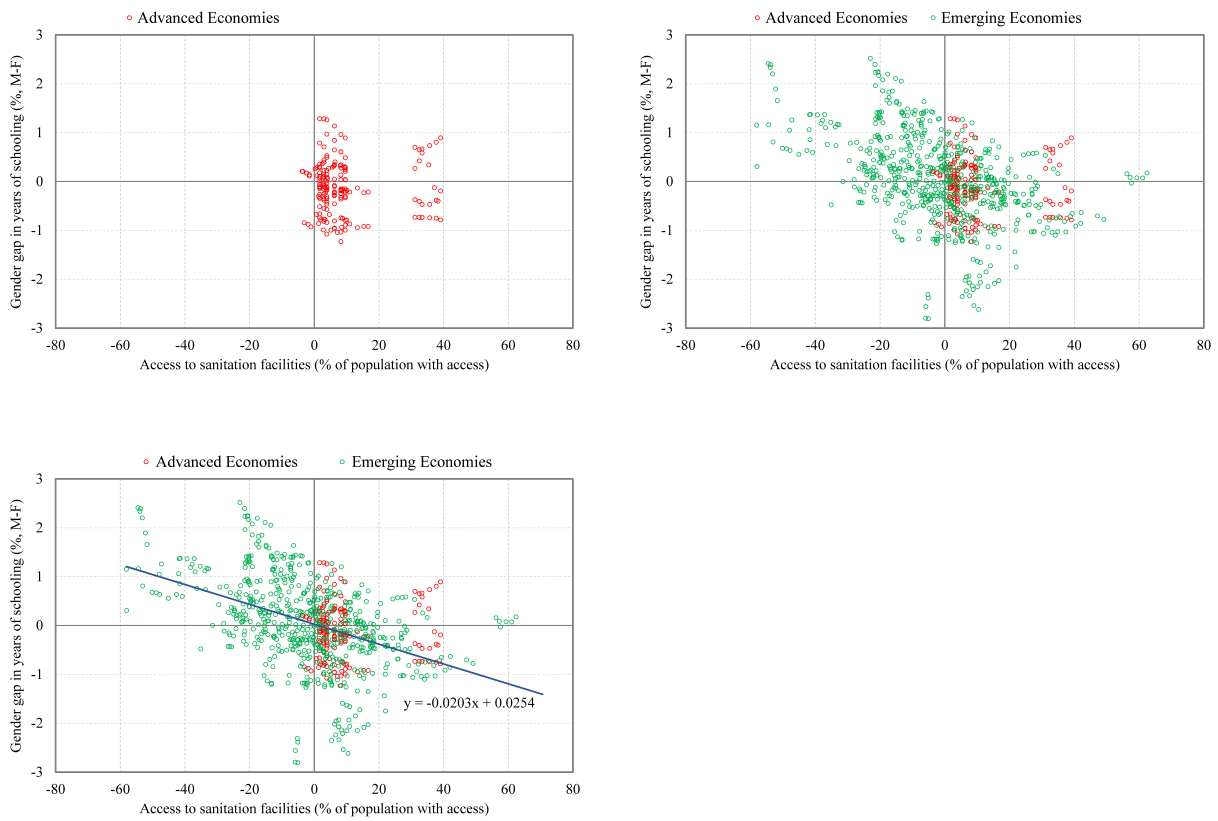 Advanced Economies
3
2
1
0
-1
-2
-3
Gender gap in years of schooling (%, M-F)
-80 -60 -40 -20 0 20 40 60 80
Access to sanitation facilities (% of population with access)
Advanced Economies Emerging Economies
3
2
1
0
-1
-2
-3
Gender gap in years of schooling (%, M-F)
-80 -60 -40 -20 0 20 40 60 80
Access to sanitation facilities (% of population with access)
Advanced Economies Emerging Economies
3
2
1
0
-1
-2
-3
Gender gap in years of schooling (%, M-F)
y = -0.0203x + 0.0254
-80 -60 -40 -20 0 20 40 60 80
Access to sanitation facilities (% of population with access)